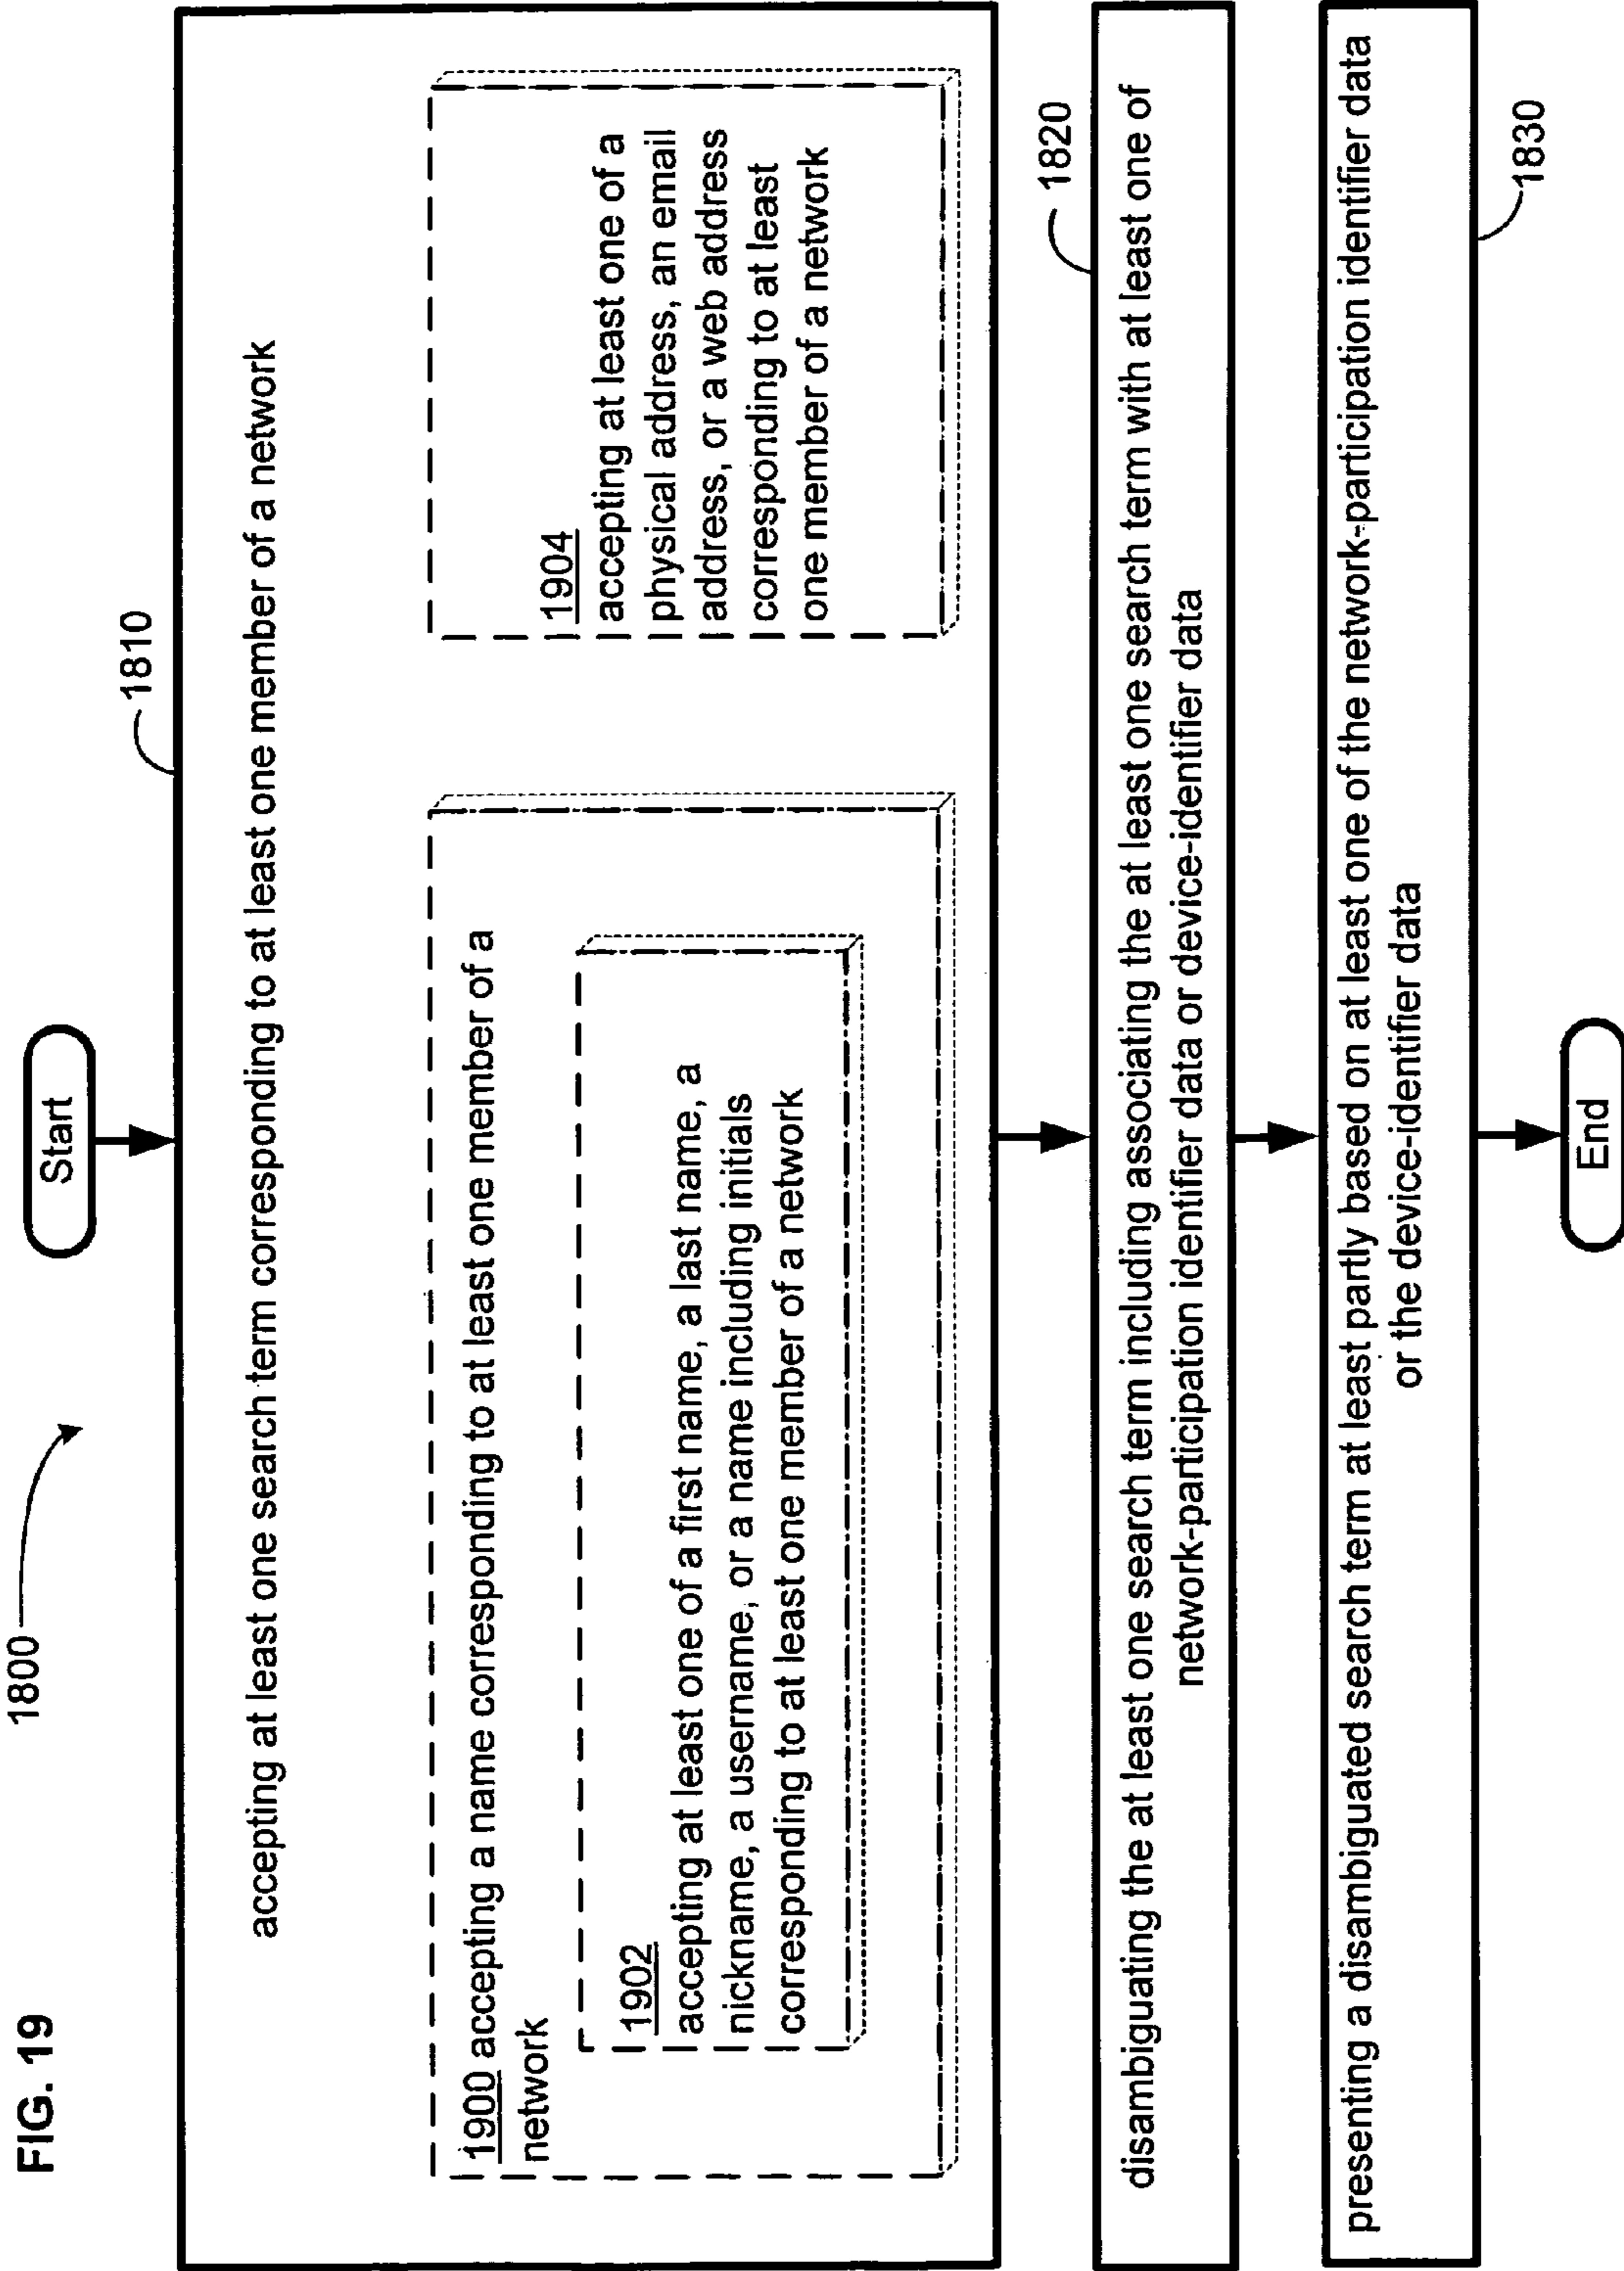 FIG. 19
1800
Start
1810
accepting at least one search term corresponding to at least one member of a network
1900 accepting a name corresponding to at least one member of a
network
1902
accepting at least one of a first name, a last name, a
nickname, a username, or a name including initials
corresponding to at least one member of a network
1904
accepting at least one of a
physical address, an email
address, or a web address
corresponding to at least
one member of a network
1820
disambiguating the at least one search term including associating the at least one search term with at least one of
network-participation identifier data or device-identifier data
presenting a disambiguated search term at least partly based on at least one of the network-participation identifier data
or the device-identifier data
1830
End